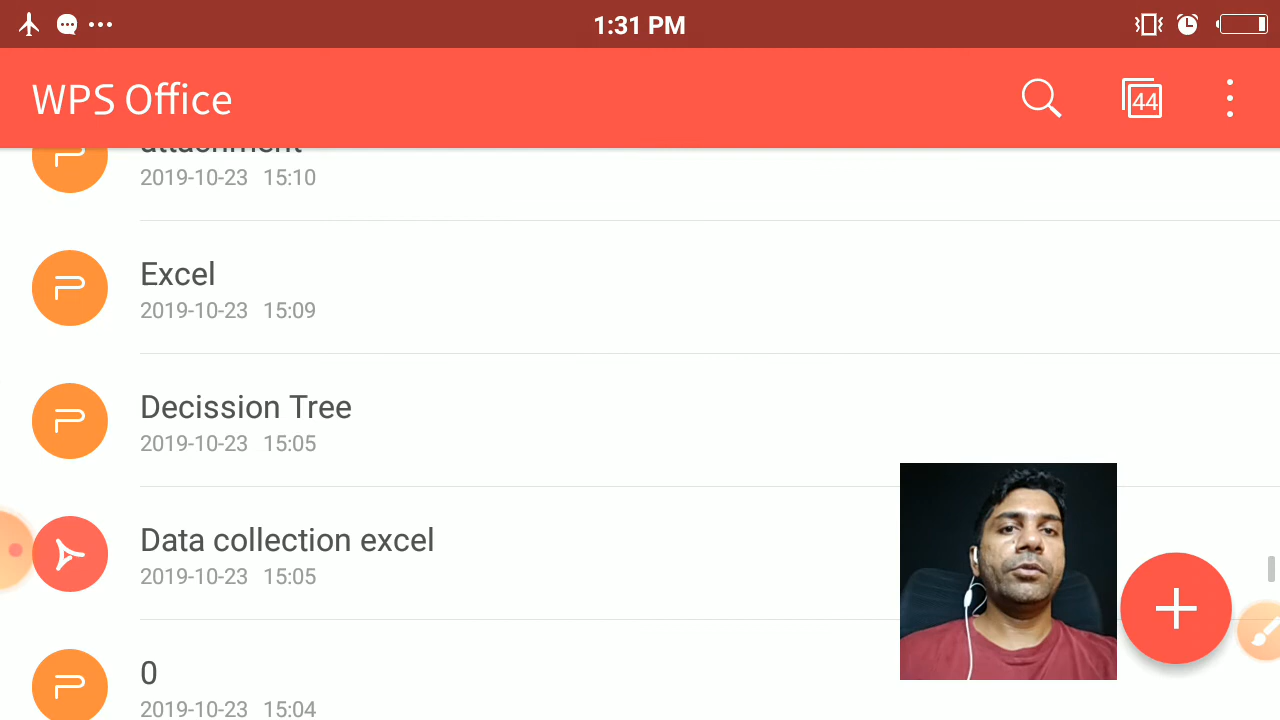 1:31 PM
WPS Office
44
attachment
2019-10-23 15:10
Excel
2019-10-23 15:09
Decission Tree
2019-10-23 15:05
Data collection excel
2019-10-23 15:05
0
2019-10-23 15:04